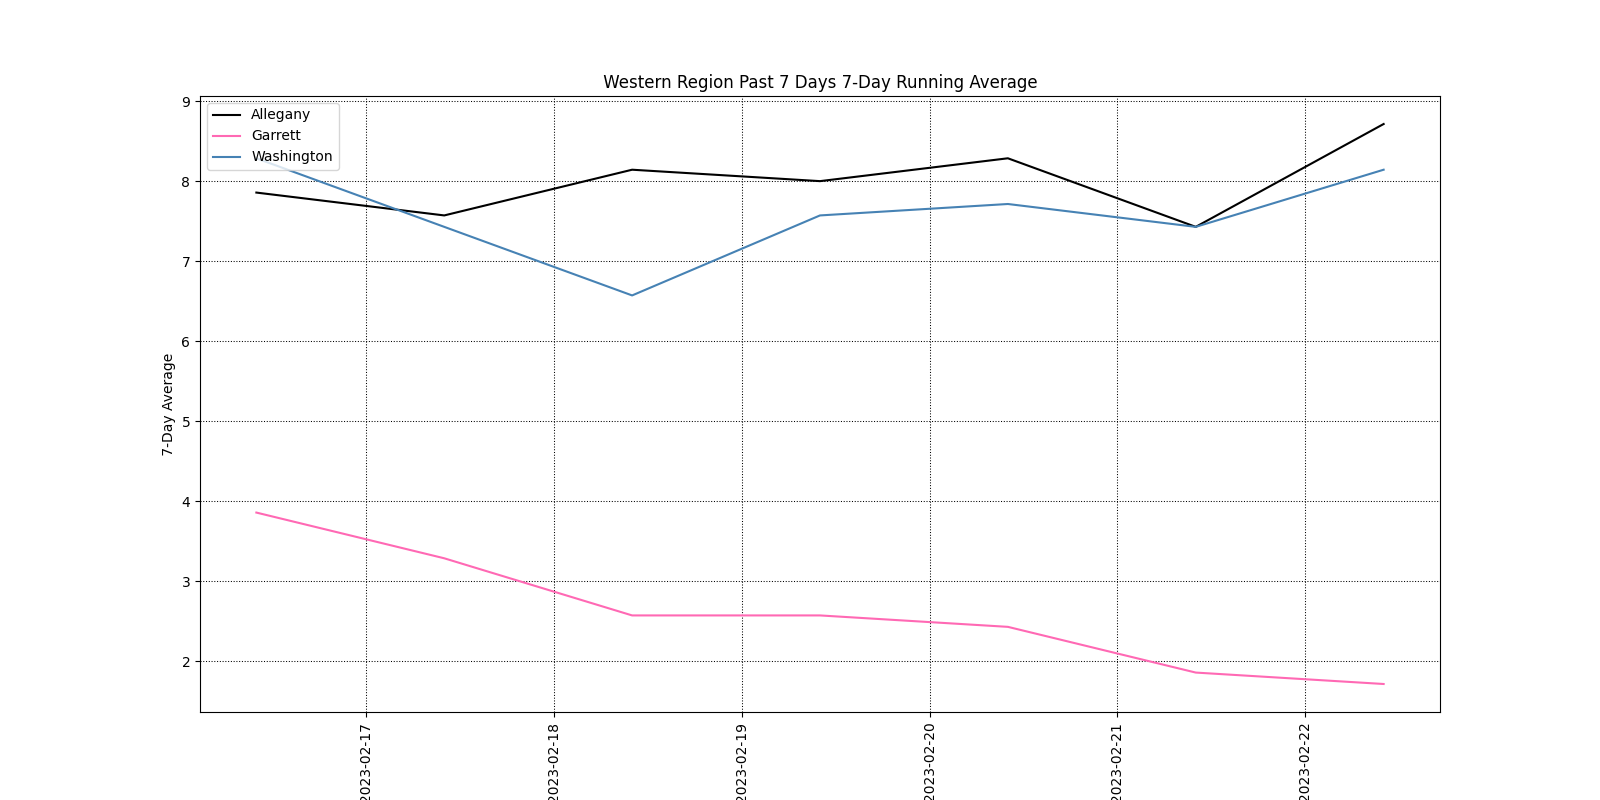 Western Region Past 7 Days 7-Day Running Average
Allegany
Garrett
Washington
9
8
7
6
5
4
3
2
7-Day Average
2023-02-17
2023-02-18
2023-02-19
2023-02-20
2023-02-21
2023-02-22